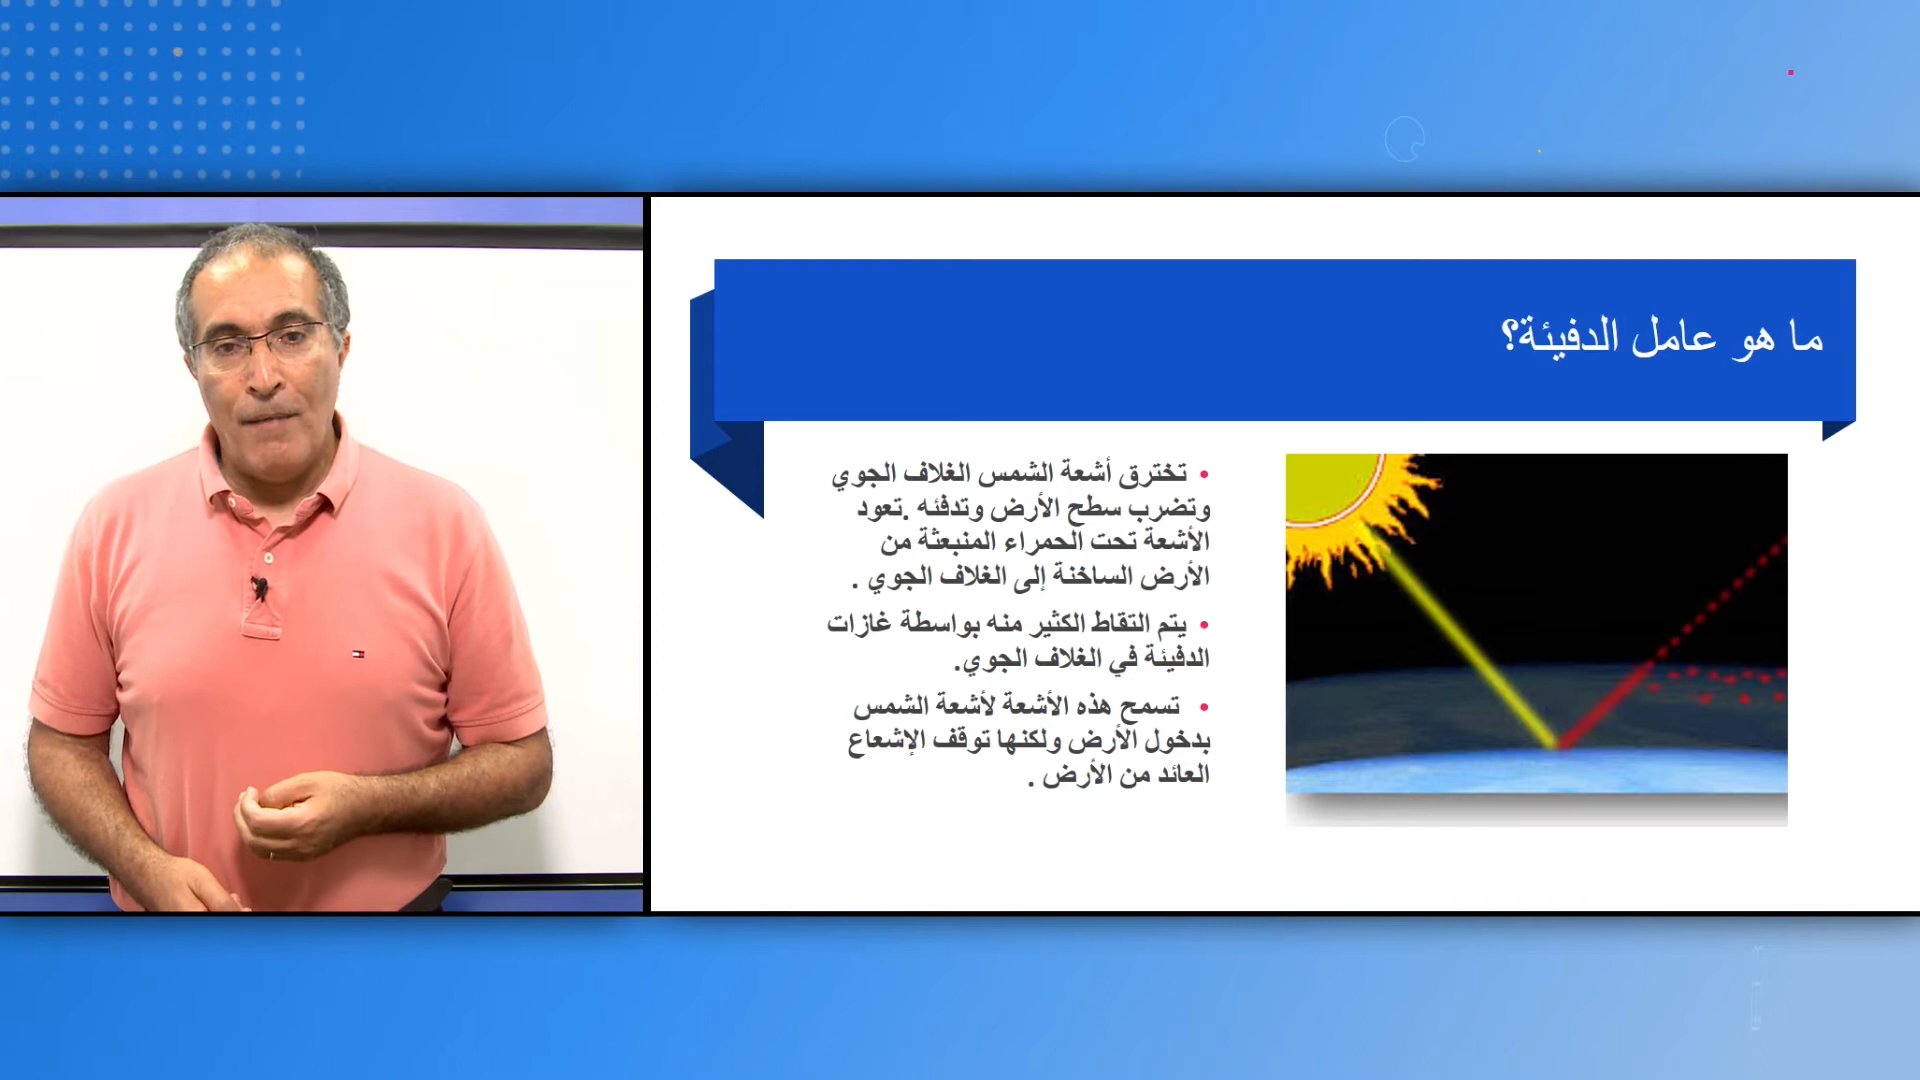 ما هو عامل الدفيئة؟
• تخترق أشعة الشمس الغلاف الجوي
وتضرب سطح الأرض وتدفئه .تعود
الأشعة تحت الحمراء المنبعثة من
الأرض الساخنة إلى الغلاف الجوي .
• يتم التقاط الكثير منه بواسطة غازات
الدفيئة في الغلاف الجوي.
• تسمح هذه الأشعة لأشعة الشمس
بدخول الأرض ولكنها توقف الإشعاع
العائد من الأرض .